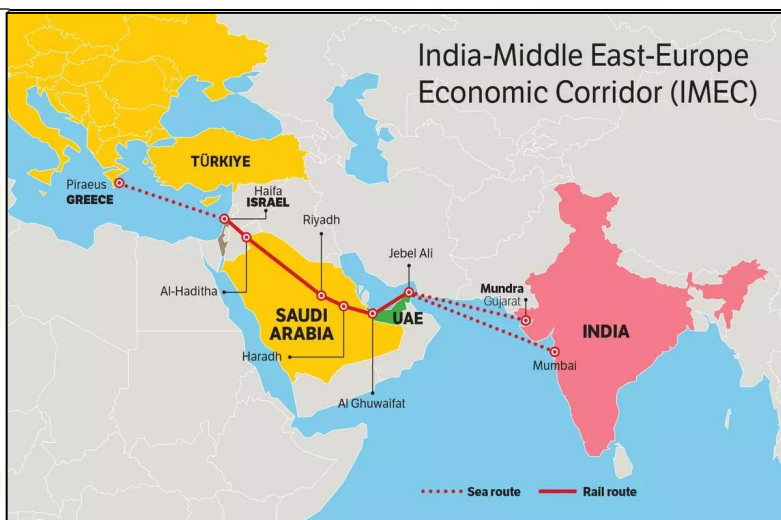 India-Middle East-Europe
Economic Corridor (IMEC)
TÜRKIYE
Piraeus
GREECE
Haifa
ISRAEL
Riyadh
Jebel Ali
Al-Haditha
Mundra
Gujarat
SAUDI
ARABIA
UAE
INDIA
Haradh
Mumbai
Al Ghuwaifat
Sea route
Rail route